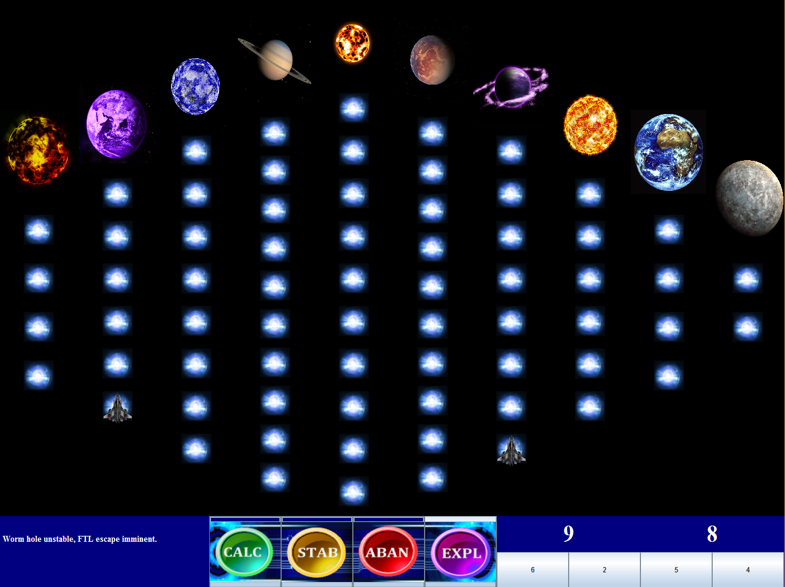 Worm hole unstable, FTL escape imminent.
CALC
STAB
ABAN
EXPL
9 8
6 2 5 4